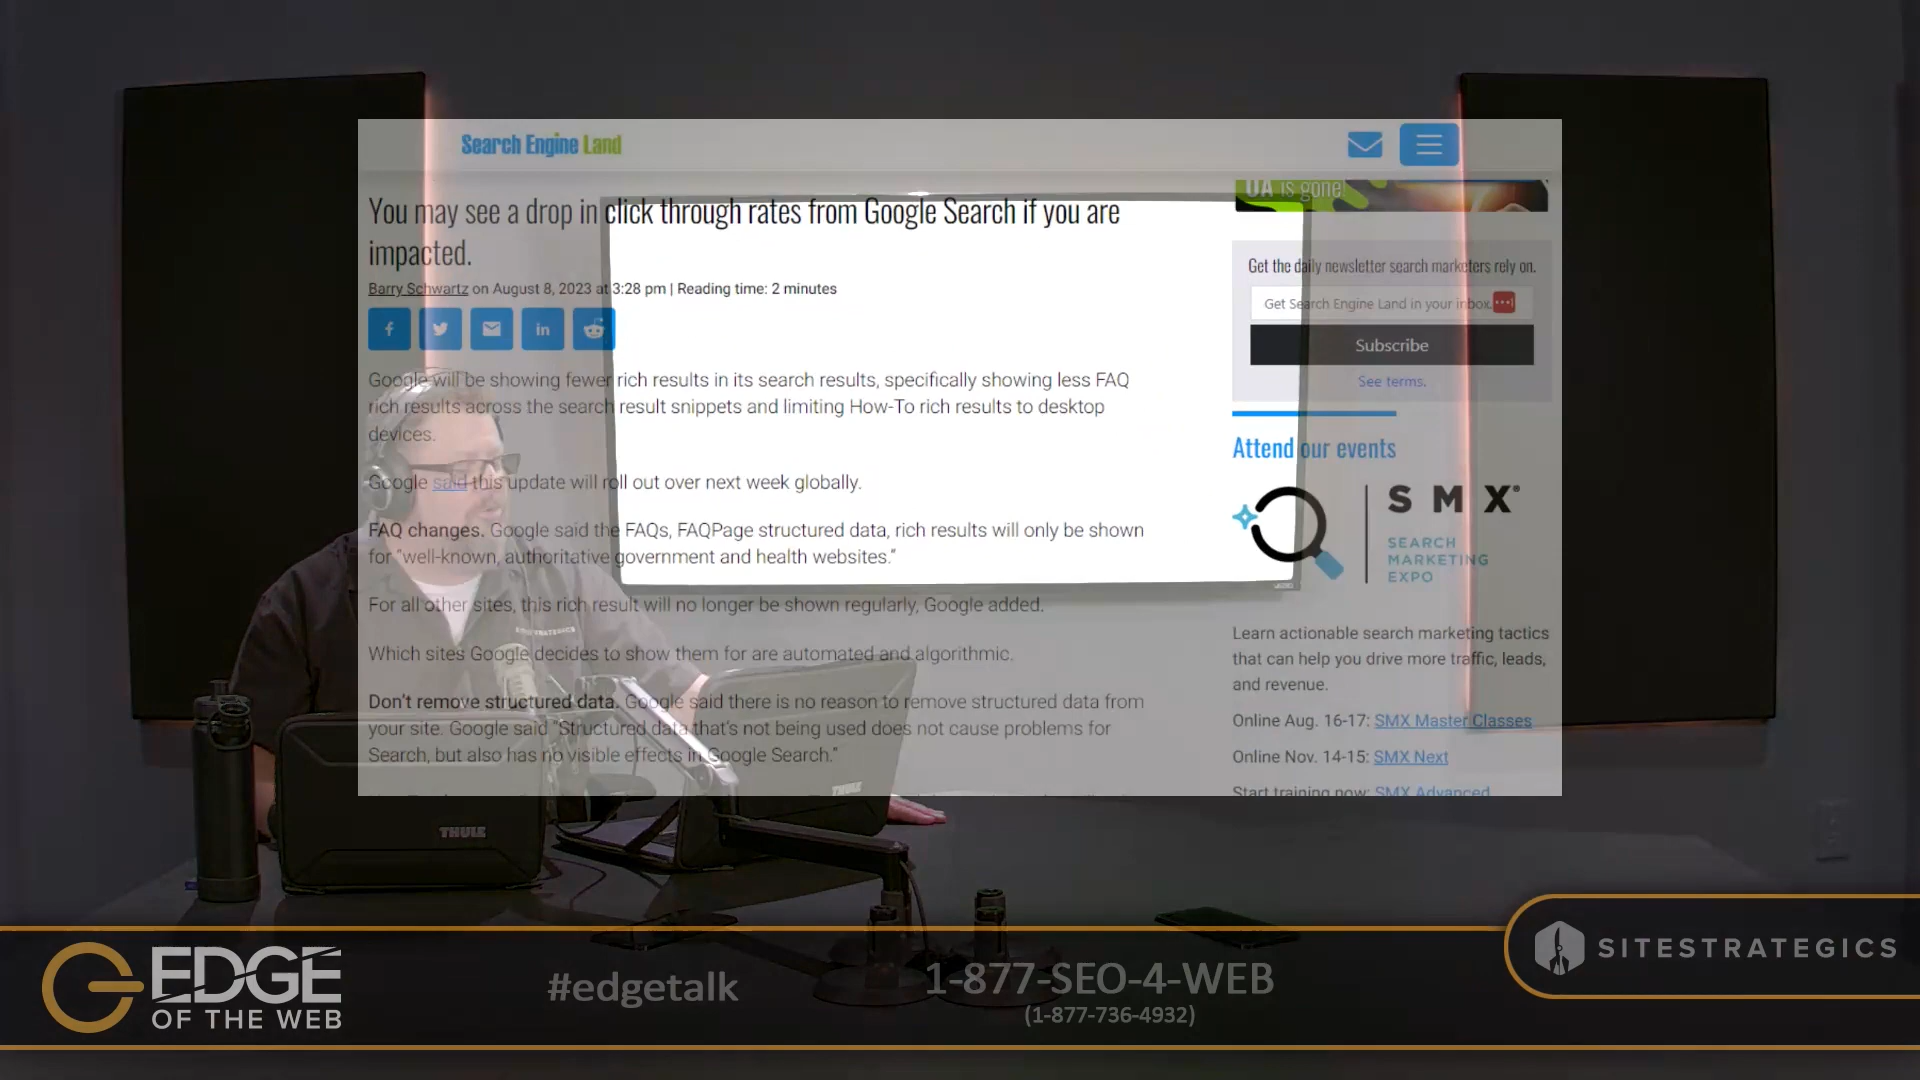 Search Engine Land
UA is gone!
You may see a drop in click through rates from Google Search if you are
impacted.
Barry Schwartz on August 8, 2023 at 3:28 pm | Reading time: 2 minutes
Google will be showing fewer rich results in its search results, specifically showing less FAQ
rich results across the search result snippets and limiting How-To rich results to desktop
devices.
Google said this update will roll out over next week globally.
FAQ changes. Google said the FAQs, FAQPage structured data, rich results will only be shown
for “well-known, authoritative government and health websites.”
For all other sites, this rich result will no longer be shown regularly, Google added.
Which sites Google decides to show them for are automated and algorithmic.
Don’t remove structured data. Google said there is no reason to remove structured data from
your site. Google said “Structured data that’s not being used does not cause problems for
Search, but also has no visible effects in Google Search.”
Get the daily newsletter search marketers rely on.
Get Search Engine Land in your inbox.
Subscribe
See terms.
Attend our events
SMX®
SEARCH
MARKETING
EXPO
Learn actionable search marketing tactics
that can help you drive more traffic, leads,
and revenue.
Online Aug. 16-17: SMX Master Classes
Online Nov. 14-15: SMX Next
Start training now: SMX Advanced
SITESTRATEGICS
VIZIO
THULE
THULE
EDGE
OF THE WEB
#edgetalk
1-877-SEO-4-WEB
(1-877-736-4932)
SITESTRATEGICS